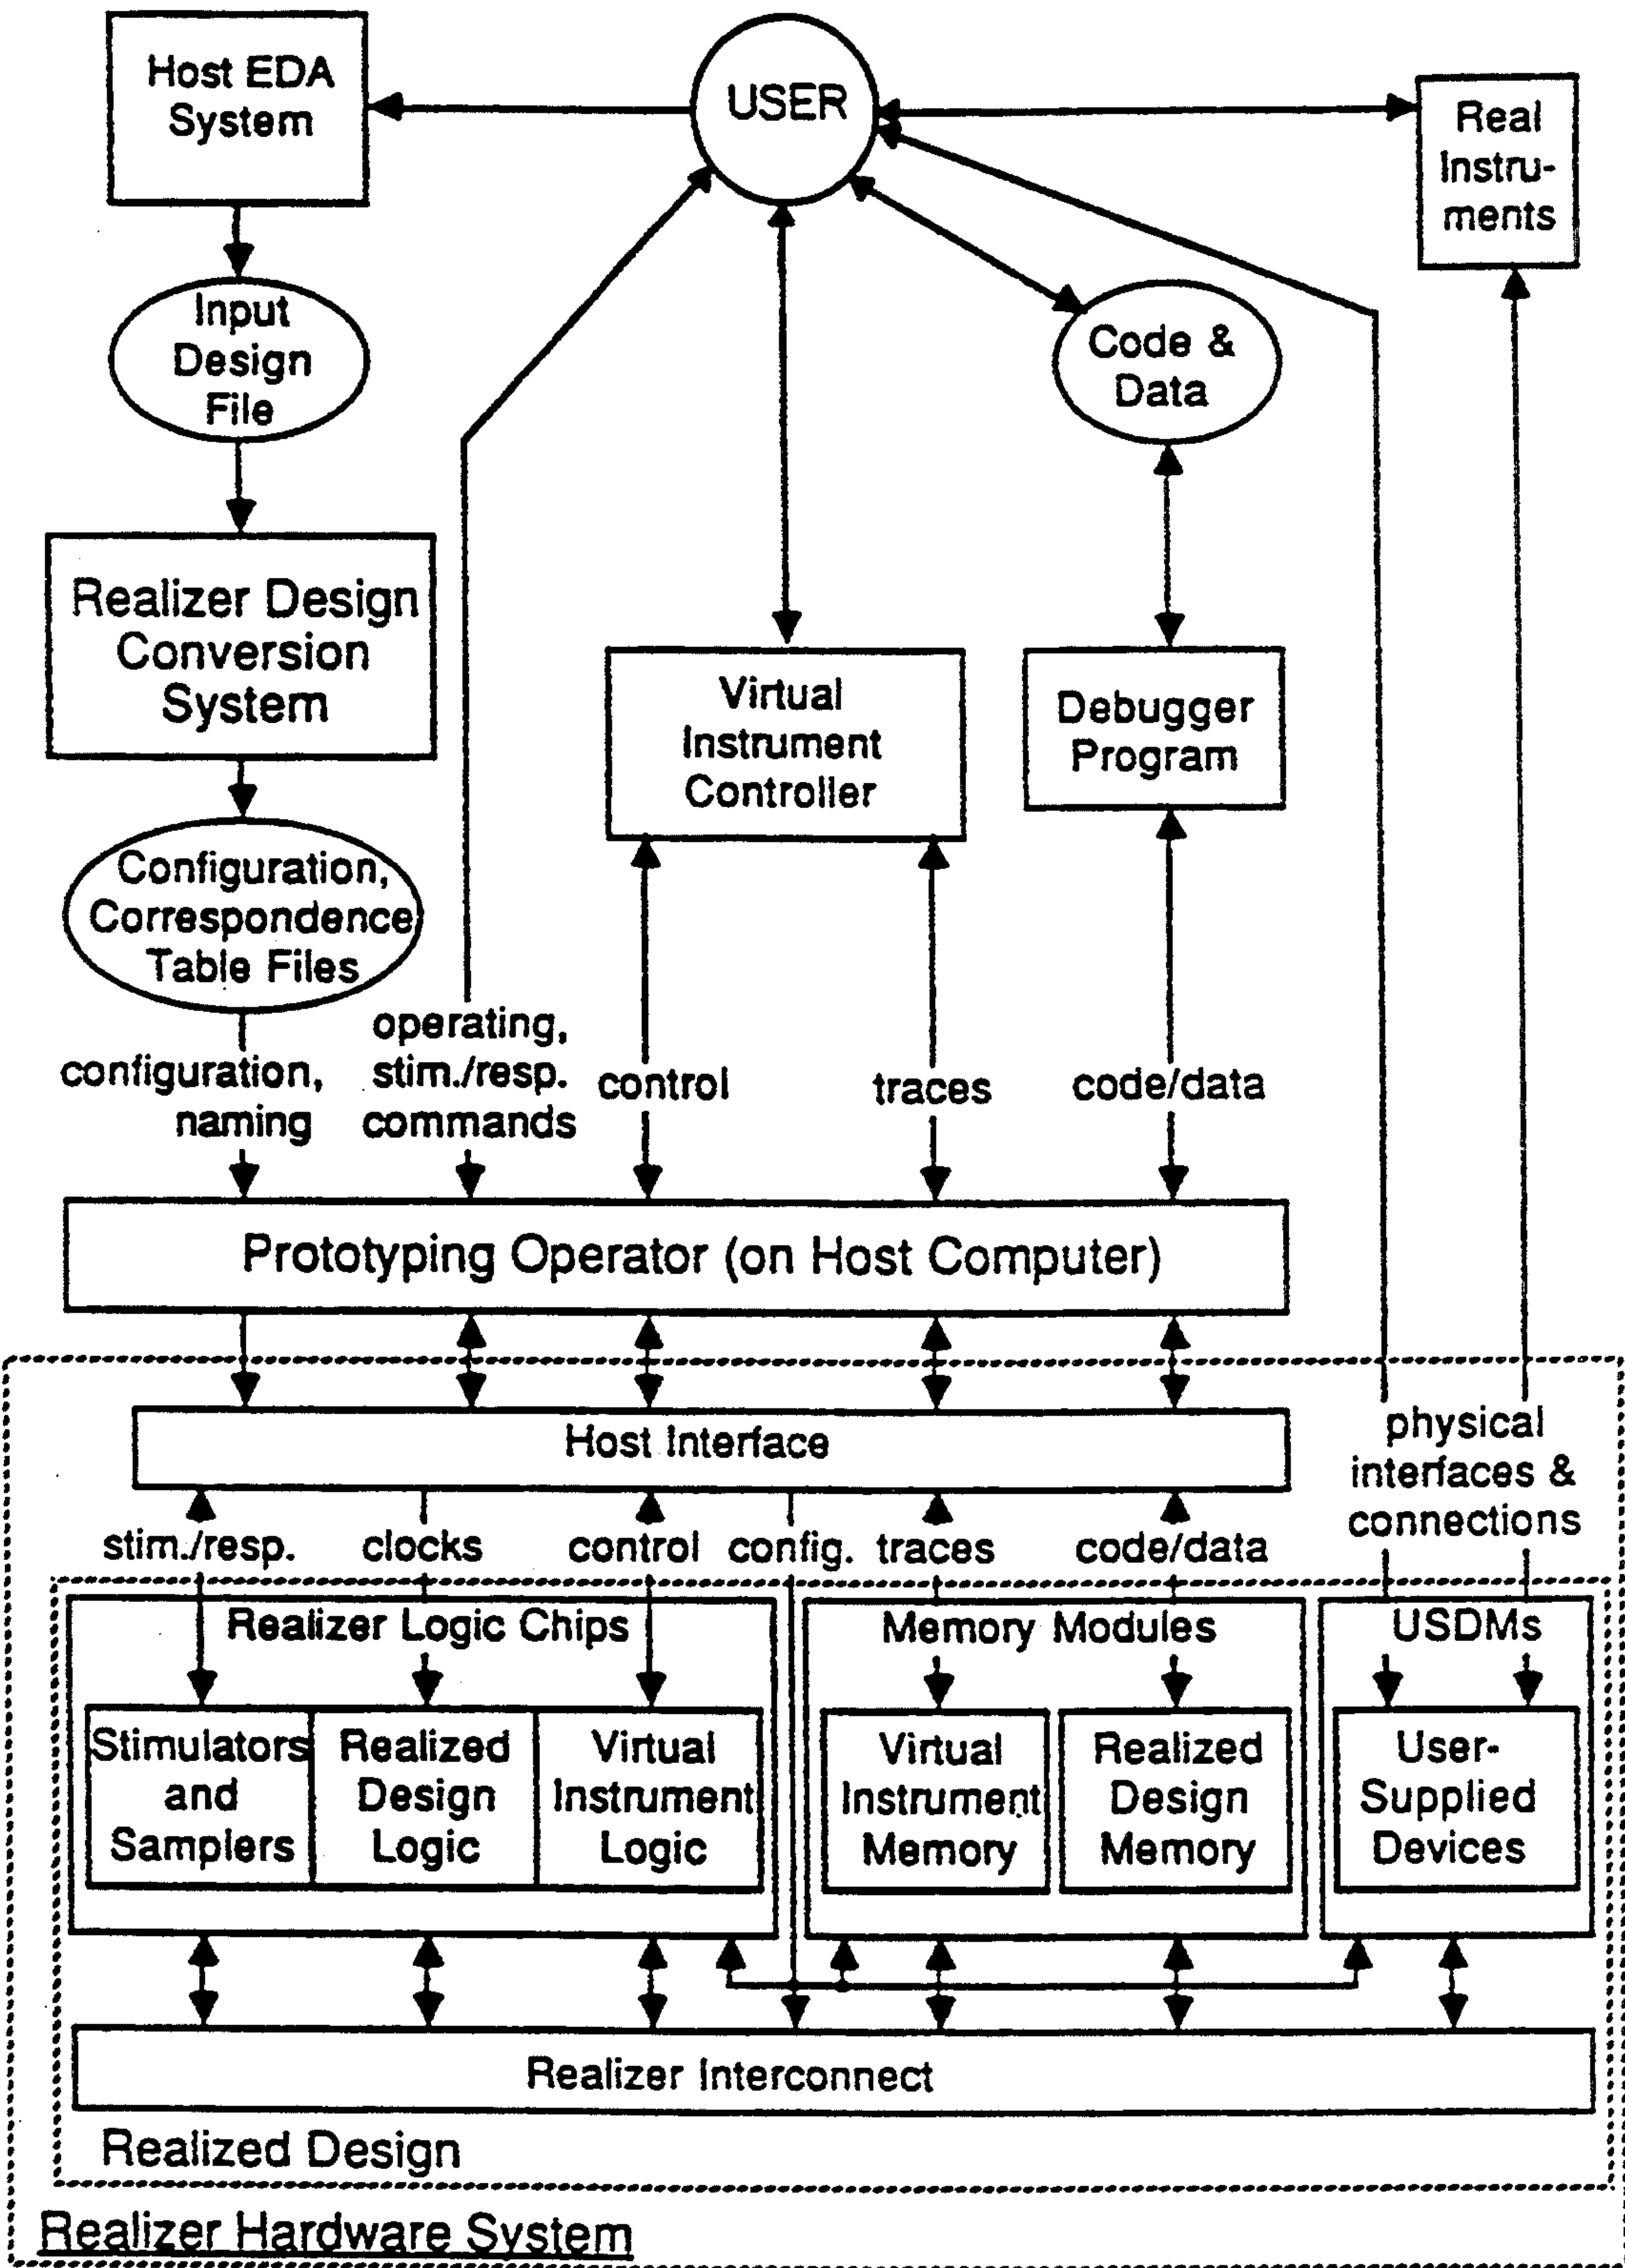 Host EDA
System
USER
Real
Instru-
ments
Input
Design
File
Code &
Data
Realizer Design
Conversion
System
Virtual
Instrument
Controller
Debugger
Program
Configuration,
Correspondence
Table Files
configuration,
naming
operating,
stim./resp.
commands
control
traces
code/data
Prototyping Operator (on Host Computer)
Host Interface
physical
interfaces &
connections
stim./resp.
clocks
control
config.
traces
code/data
Realizer Logic Chips
Memory Modules
USDMs
Stimulators
and
Samplers
Realized
Design
Logic
Virtual
Instrument
Logic
Virtual
Instrument
Memory
Realized
Design
Memory
User-
Supplied
Devices
Realizer Interconnect
Realized Design
Realizer Hardware System